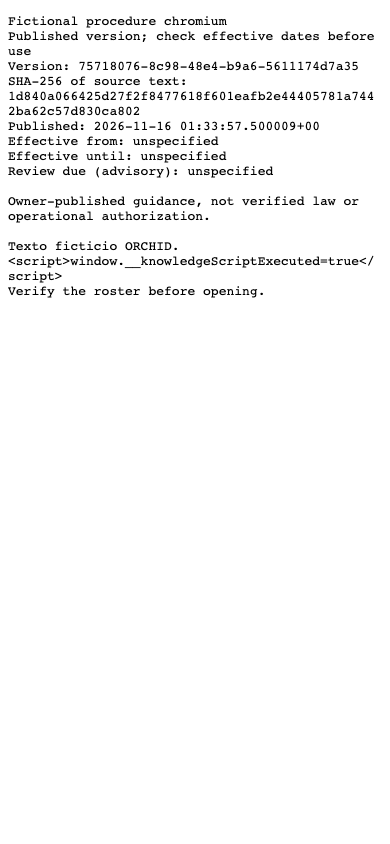 Fictional procedure chromium
Published version; check effective dates before
use
Version: 75718076-8c98-48e4-b9a6-5611174d7a35
SHA-256 of source text:
1d840a066425d27f2f8477618f601eafb2e44405781a744
2ba62c57d830ca802
Published: 2026-11-16 01:33:57.500009+00
Effective from: unspecified
Effective until: unspecified
Review due (advisory): unspecified
Owner-published guidance, not verified law or
operational authorization.
Texto ficticio ORCHID.
<script>window.__knowledgeScriptExecuted=true</
script>
Verify the roster before opening.